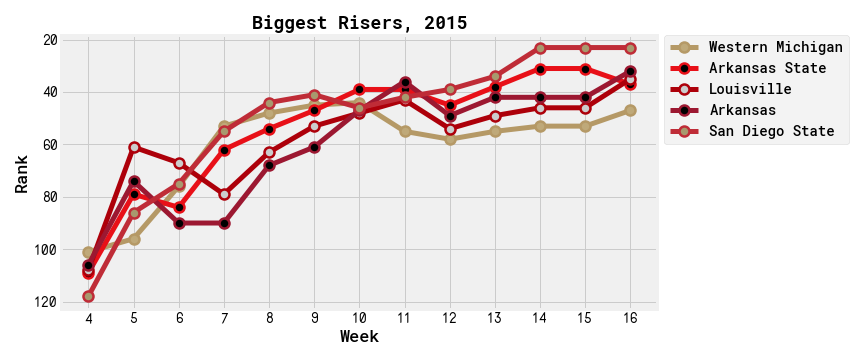 Biggest Risers, 2015
20
40
60
80
100
120
Rank
4 5 6 7 8 9 10 11 12 13 14 15 16
Week
Western Michigan
Arkansas State
Louisville
Arkansas
San Diego State